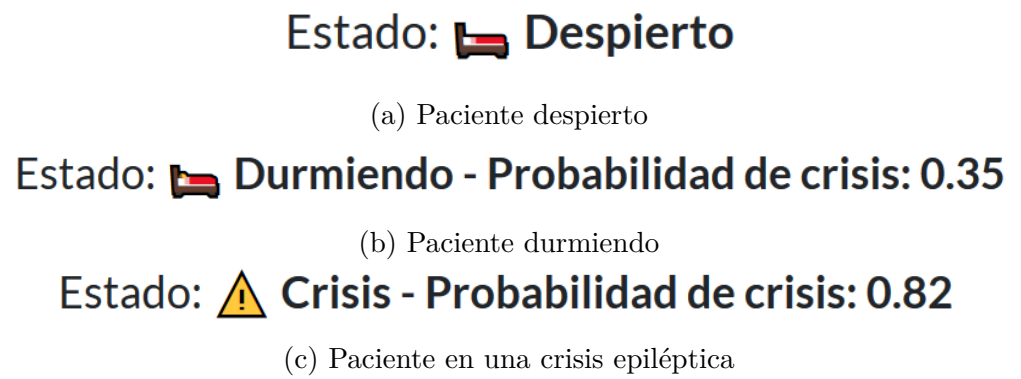 Estado: Despierto
(a) Paciente despierto
Estado: Durmiendo - Probabilidad de crisis: 0.35
(b) Paciente durmiendo
Estado: Crisis - Probabilidad de crisis: 0.82
(c) Paciente en una crisis epiléptica